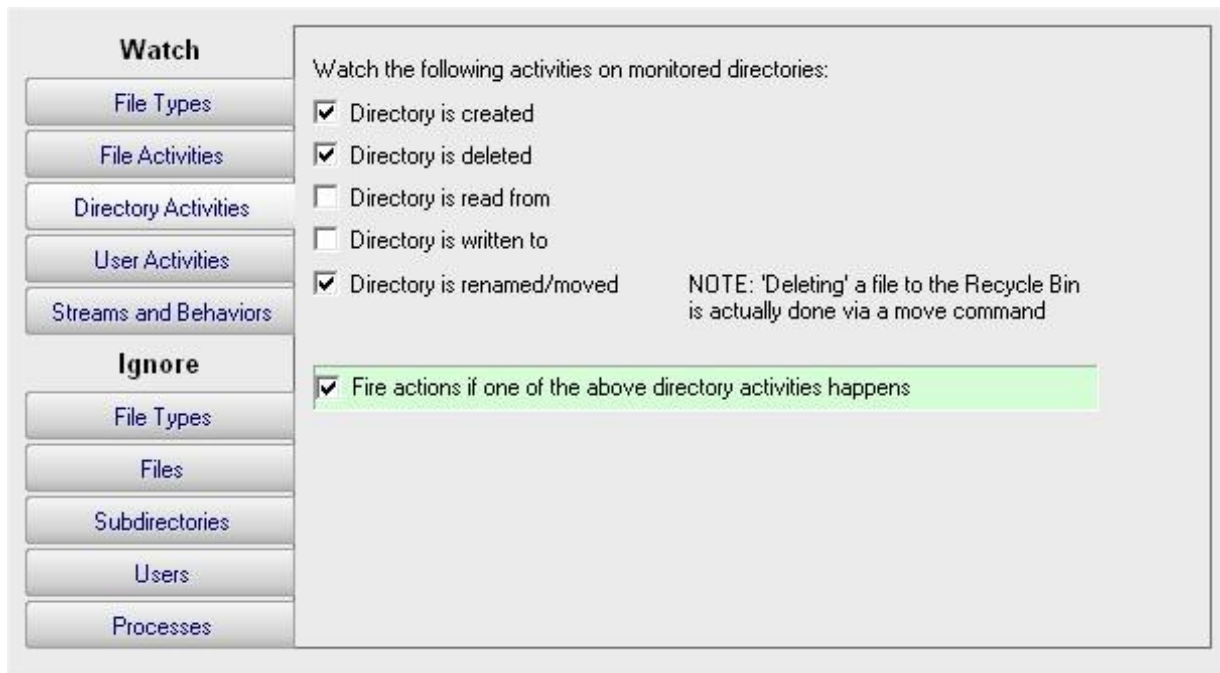 Watch
File Types
File Activities
Directory Activities
User Activities
Streams and Behaviors
Ignore
File Types
Files
Subdirectories
Users
Processes
Watch the following activities on monitored directories:
Directory is created
Directory is deleted
Directory is read from
Directory is written to
Directory is renamed/moved
NOTE: 'Deleting' a file to the Recycle Bin
is actually done via a move command
Fire actions if one of the above directory activities happens